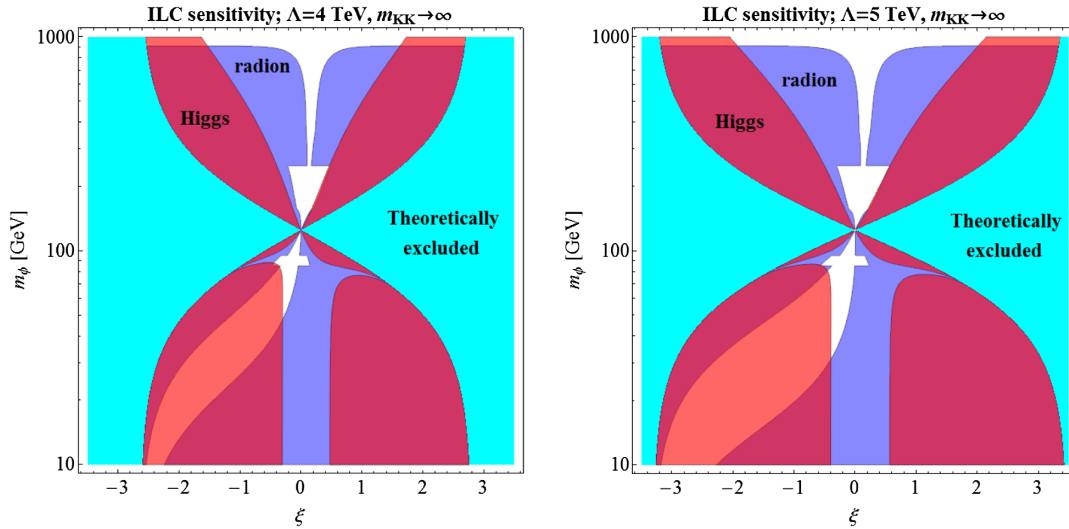 ILC sensitivity; Λ=4 TeV, m_KK→∞
1000
100
10
m_ϕ [GeV]
radion
Higgs
Theoretically
excluded
−3 −2 −1 0 1 2 3
ξ
ILC sensitivity; Λ=5 TeV, m_KK→∞
1000
100
10
m_ϕ [GeV]
radion
Higgs
Theoretically
excluded
−3 −2 −1 0 1 2 3
ξ